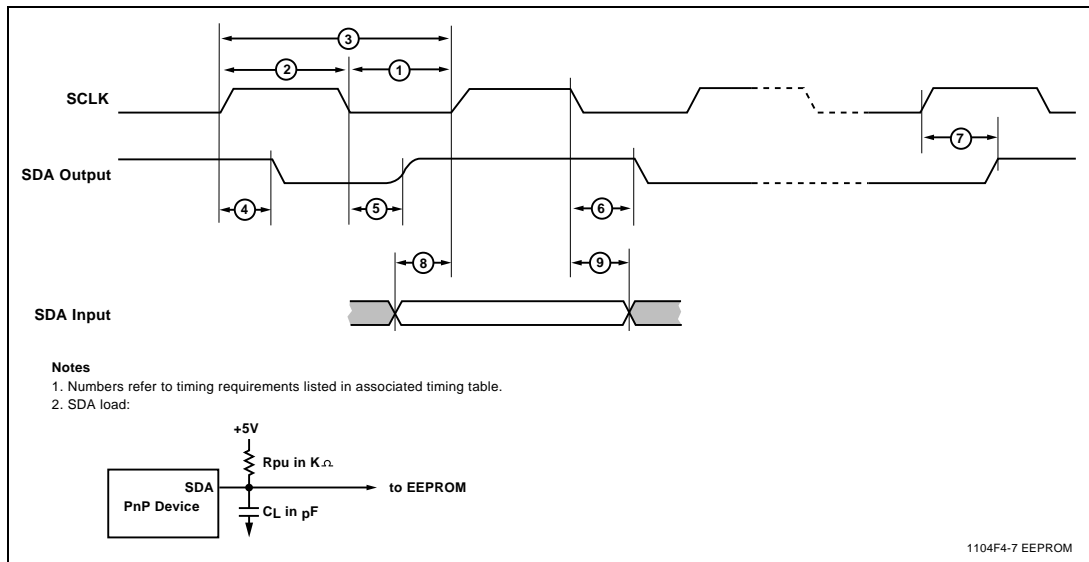 3
2
1
SCLK
7
SDA Output
4
5
6
8
9
SDA Input
Notes
1. Numbers refer to timing requirements listed in associated timing table.
2. SDA load:
+5V
Rpu in KΩ
SDA
to EEPROM
PnP Device
CL in pF
1104F4-7 EEPROM